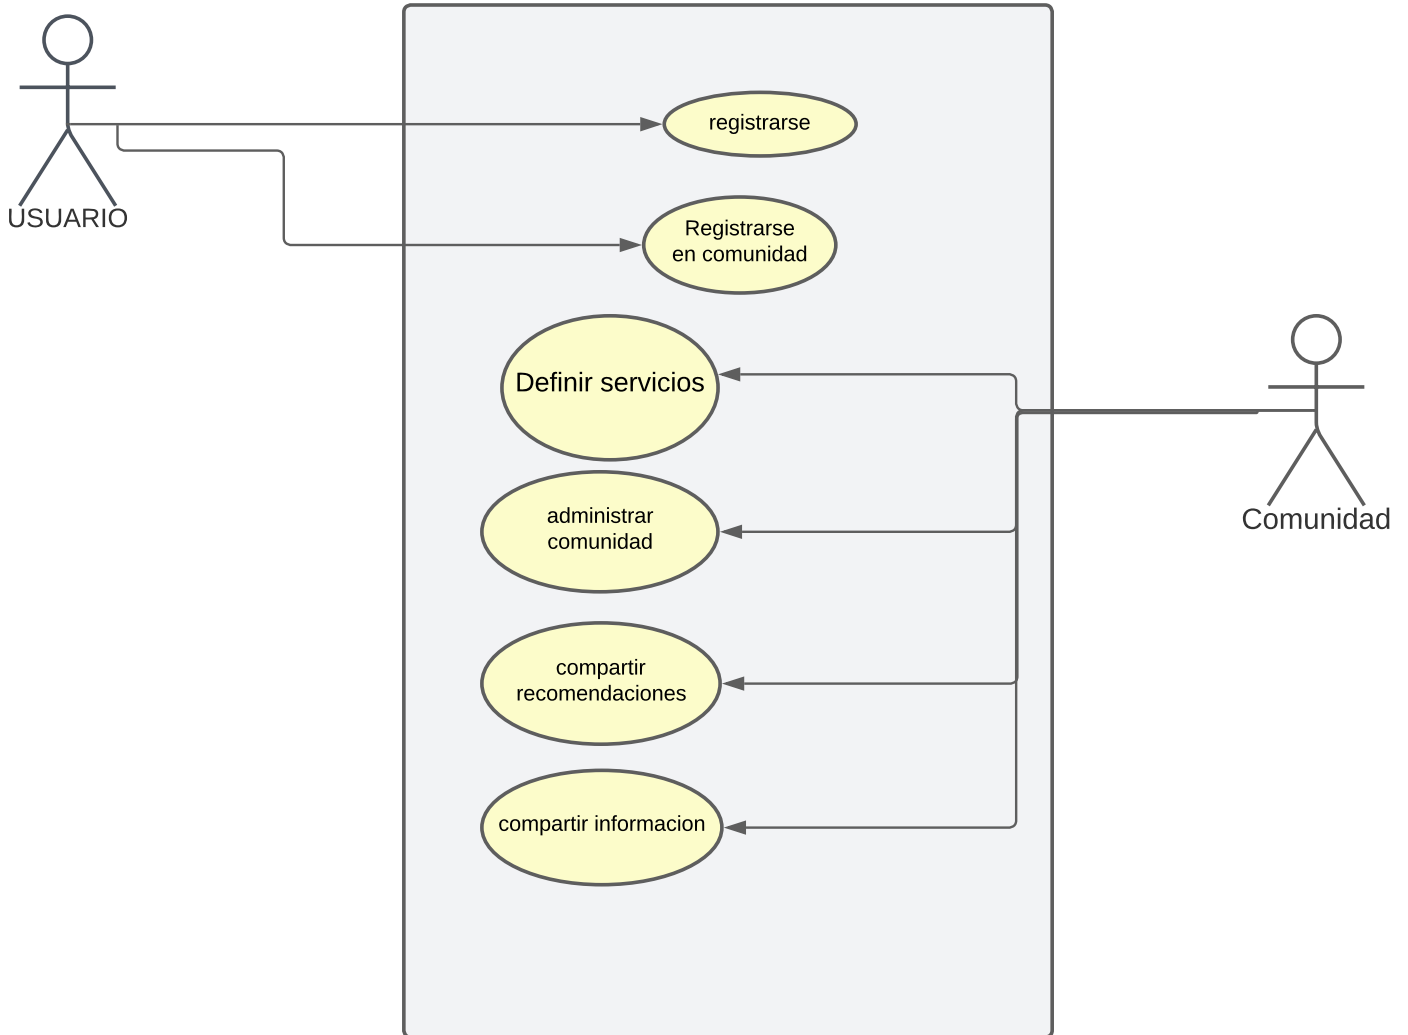 registrarse
USUARIO
Registrarse
en comunidad
Definir servicios
administrar
comunidad
Comunidad
compartir
recomendaciones
compartir informacion